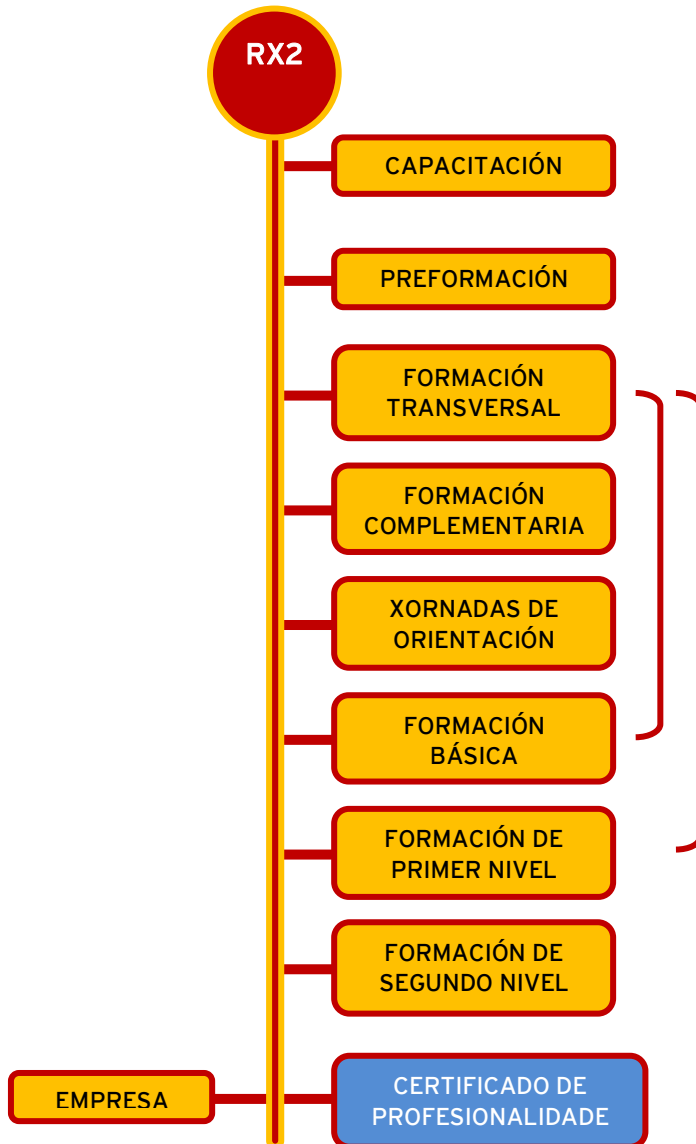 RX2
CAPACITACIÓN
PREFORMACIÓN
FORMACIÓN
TRANSVERSAL
FORMACIÓN
COMPLEMENTARIA
XORNADAS DE
ORIENTACIÓN
FORMACIÓN
BÁSICA
FORMACIÓN DE
PRIMER NIVEL
FORMACIÓN DE
SEGUNDO NIVEL
EMPRESA
CERTIFICADO DE
PROFESIONALIDADE